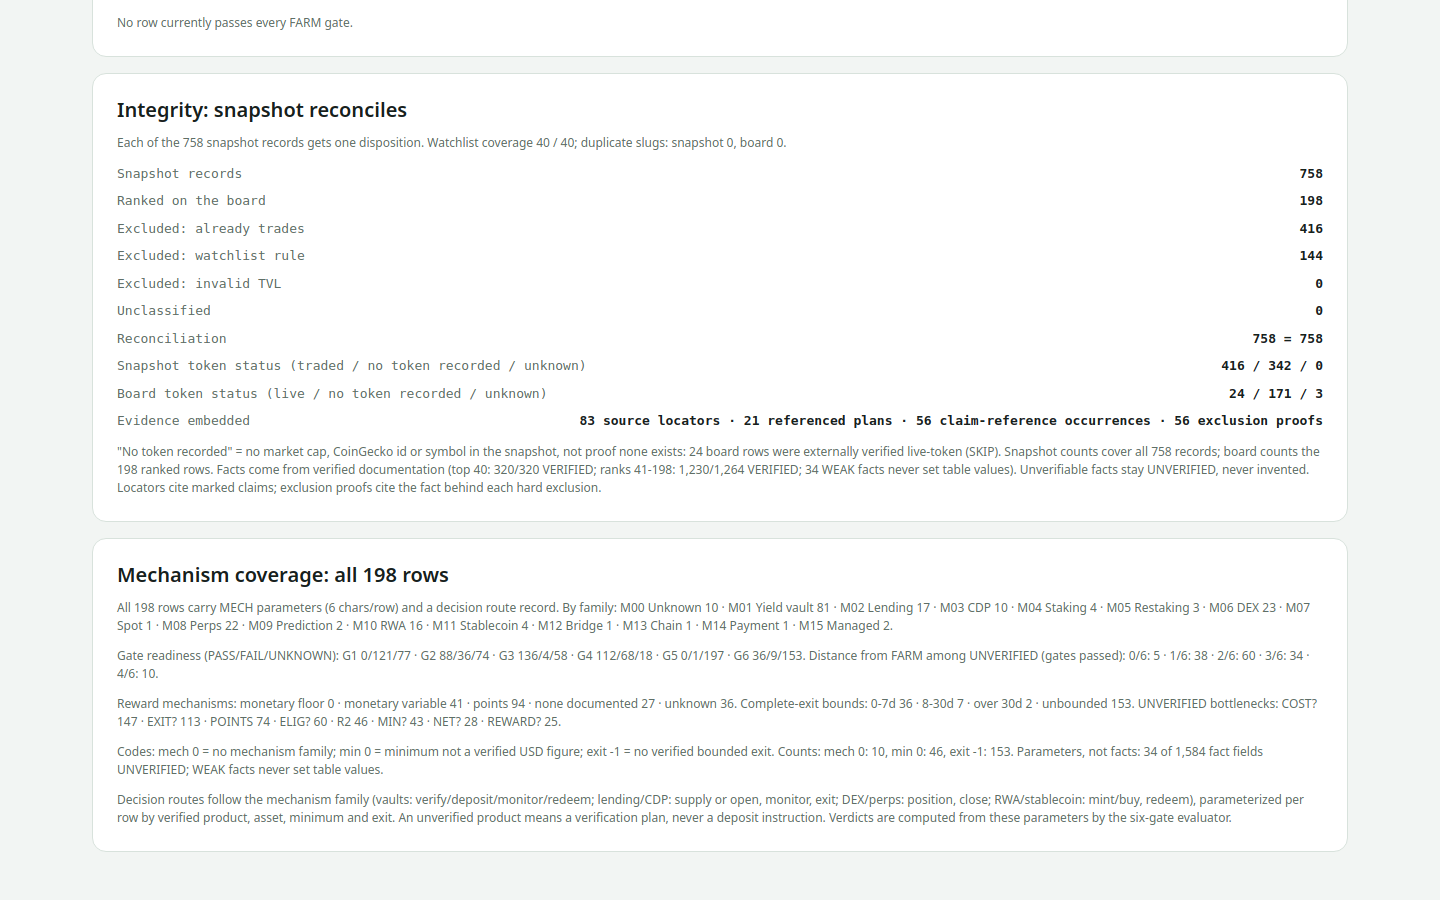 No row currently passes every FARM gate.
Integrity: snapshot reconciles
Each of the 758 snapshot records gets one disposition. Watchlist coverage 40 / 40; duplicate slugs: snapshot 0, board 0.
Snapshot records 758
Ranked on the board 198
Excluded: already trades 416
Excluded: watchlist rule 144
Excluded: invalid TVL 0
Unclassified 0
Reconciliation 758 = 758
Snapshot token status (traded / no token recorded / unknown) 416 / 342 / 0
Board token status (live / no token recorded / unknown) 24 / 171 / 3
Evidence embedded 83 source locators · 21 referenced plans · 56 claim-reference occurrences · 56 exclusion proofs
"No token recorded" = no market cap, CoinGecko id or symbol in the snapshot, not proof none exists: 24 board rows were externally verified live-token (SKIP). Snapshot counts cover all 758 records; board counts the
198 ranked rows. Facts come from verified documentation (top 40: 320/320 VERIFIED; ranks 41-198: 1,230/1,264 VERIFIED; 34 WEAK facts never set table values). Unverifiable facts stay UNVERIFIED, never invented.
Locators cite marked claims; exclusion proofs cite the fact behind each hard exclusion.
Mechanism coverage: all 198 rows
All 198 rows carry MECH parameters (6 chars/row) and a decision route record. By family: M00 Unknown 10 · M01 Yield vault 81 · M02 Lending 17 · M03 CDP 10 · M04 Staking 4 · M05 Restaking 3 · M06 DEX 23 · M07
Spot 1 · M08 Perps 22 · M09 Prediction 2 · M10 RWA 16 · M11 Stablecoin 4 · M12 Bridge 1 · M13 Chain 1 · M14 Payment 1 · M15 Managed 2.
Gate readiness (PASS/FAIL/UNKNOWN): G1 0/121/77 · G2 88/36/74 · G3 136/4/58 · G4 112/68/18 · G5 0/1/197 · G6 36/9/153. Distance from FARM among UNVERIFIED (gates passed): 0/6: 5 · 1/6: 38 · 2/6: 60 · 3/6: 34 ·
4/6: 10.
Reward mechanisms: monetary floor 0 · monetary variable 41 · points 94 · none documented 27 · unknown 36. Complete-exit bounds: 0-7d 36 · 8-30d 7 · over 30d 2 · unbounded 153. UNVERIFIED bottlenecks: COST?
147 · EXIT? 113 · POINTS 74 · ELIG? 60 · R2 46 · MIN? 43 · NET? 28 · REWARD? 25.
Codes: mech 0 = no mechanism family; min 0 = minimum not a verified USD figure; exit -1 = no verified bounded exit. Counts: mech 0: 10, min 0: 46, exit -1: 153. Parameters, not facts: 34 of 1,584 fact fields
UNVERIFIED; WEAK facts never set table values.
Decision routes follow the mechanism family (vaults: verify/deposit/monitor/redeem; lending/CDP: supply or open, monitor, exit; DEX/perps: position, close; RWA/stablecoin: mint/buy, redeem), parameterized per
row by verified product, asset, minimum and exit. An unverified product means a verification plan, never a deposit instruction. Verdicts are computed from these parameters by the six-gate evaluator.